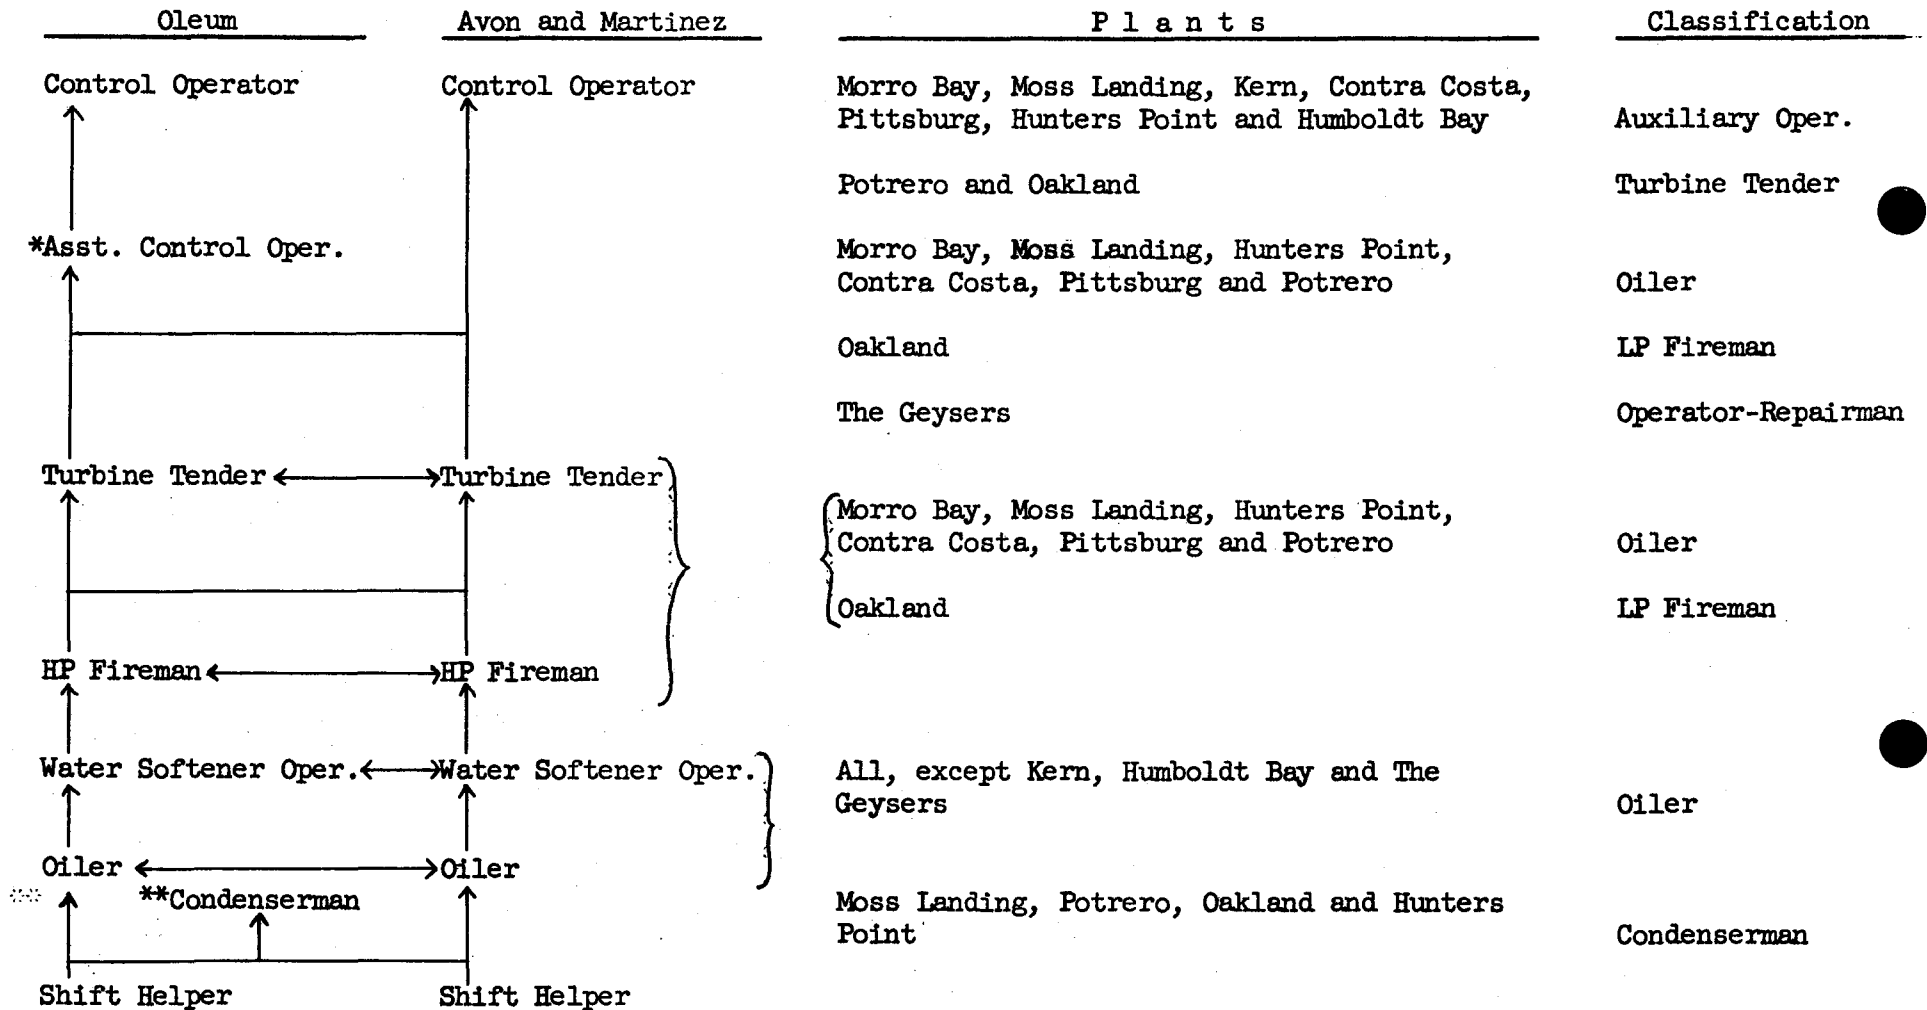 Oleum Avon and Martinez P l a n t s Classification
Control Operator Control Operator Morro Bay, Moss Landing, Kern, Contra Costa,
Pittsburg, Hunters Point and Humboldt Bay Auxiliary Oper.
Potrero and Oakland Turbine Tender
*Asst. Control Oper. Morro Bay, Moss Landing, Hunters Point,
Contra Costa, Pittsburg and Potrero Oiler
Oakland LP Fireman
The Geysers Operator-Repairman
Turbine Tender Turbine Tender
Morro Bay, Moss Landing, Hunters Point,
Contra Costa, Pittsburg and Potrero Oiler
Oakland LP Fireman
HP Fireman HP Fireman
Water Softener Oper. Water Softener Oper. All, except Kern, Humboldt Bay and The
Geysers Oiler
Oiler Oiler
**Condenserman Moss Landing, Potrero, Oakland and Hunters
Point Condenserman
Shift Helper Shift Helper